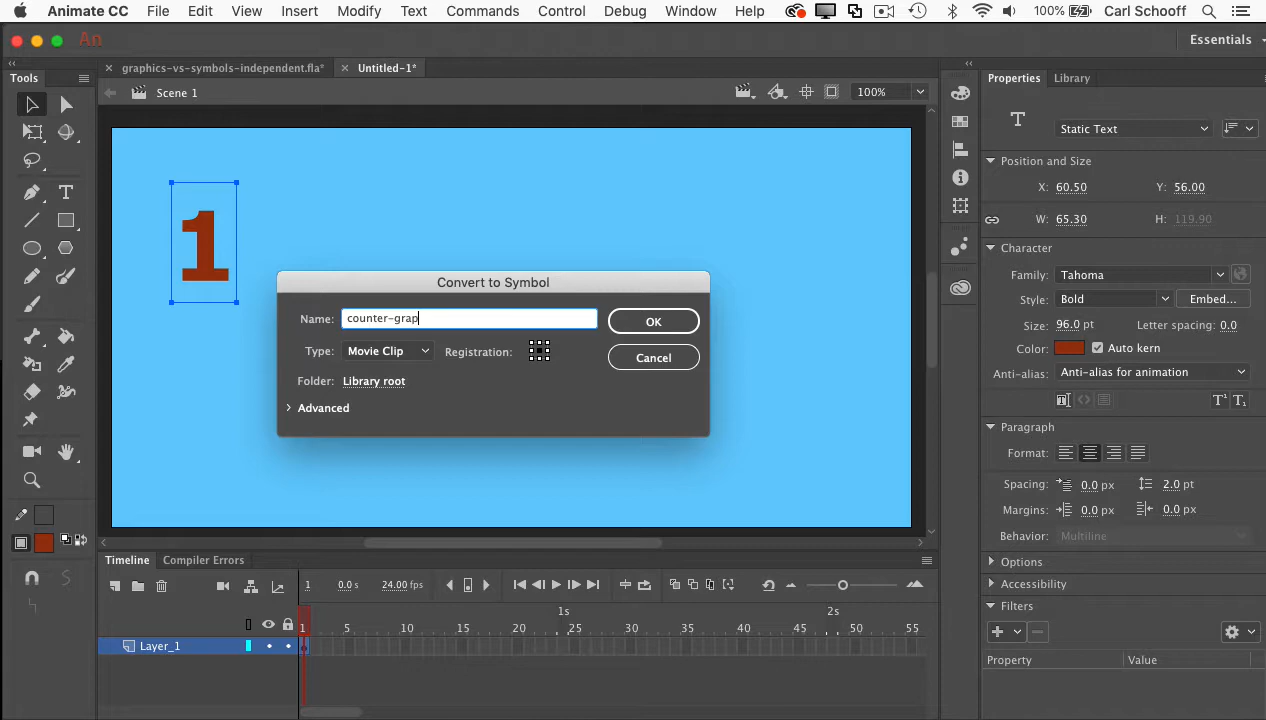 Animate CC File Edit View Insert Modify Text Commands Control Debug Window Help 100% Carl Schooff
An Essentials
Tools
graphics-vs-symbols-independent.fla* Untitled-1*
Scene 1 100%
1
Convert to Symbol
Name: counter-grap OK
Type: Movie Clip Registration: Cancel
Folder: Library root
Advanced
Properties Library
T Static Text
Position and Size
X: 60.50 Y: 56.00
W: 65.30 H: 119.90
Character
Family: Tahoma
Style: Bold Embed...
Size: 96.0 pt Letter spacing: 0.0
Color: Auto kern
Anti-alias: Anti-alias for animation
Paragraph
Format:
Spacing: 0.0 px 2.0 pt
Margins: 0.0 px 0.0 px
Behavior: Multiline
Options
Accessibility
Filters
Property Value
Timeline Compiler Errors
1 0.0 s 24.00 fps
1s 2s
1 5 10 15 20 25 30 35 40 45 50 55
Layer_1